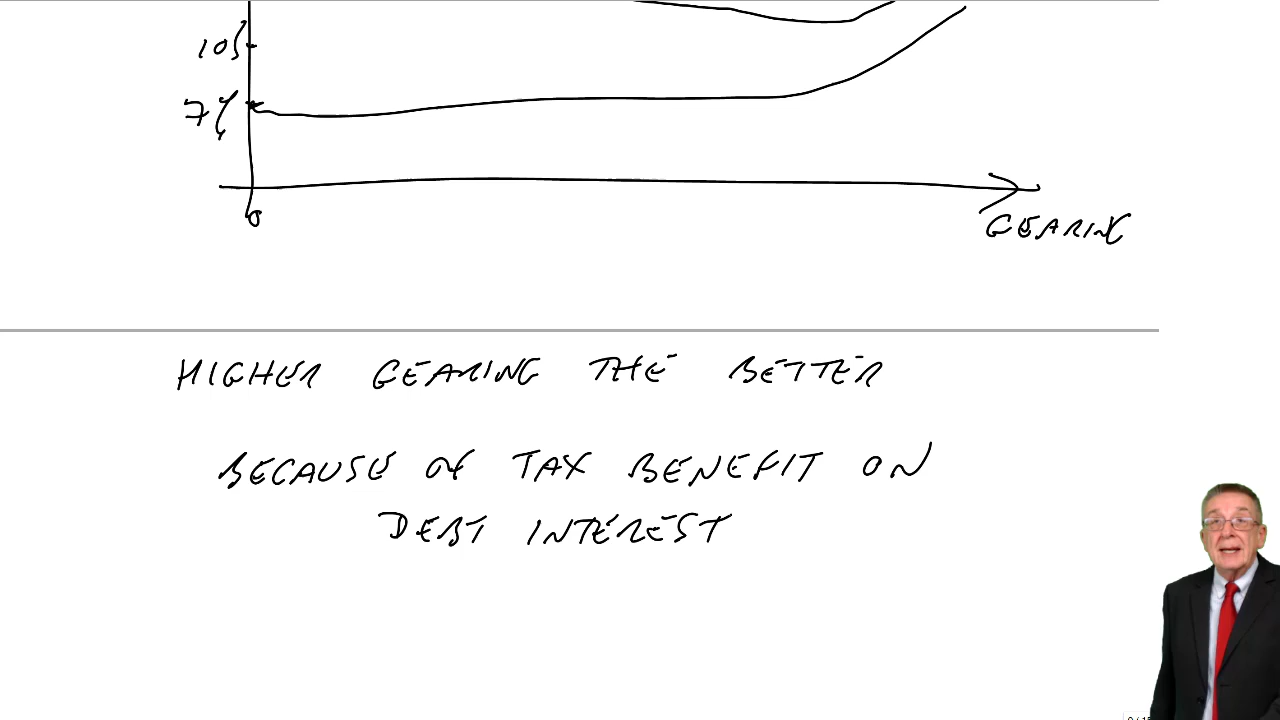 10%
7%
0
GEARING
HIGHER GEARING THE BETTER
BECAUSE OF TAX BENEFIT ON
DEBT INTEREST